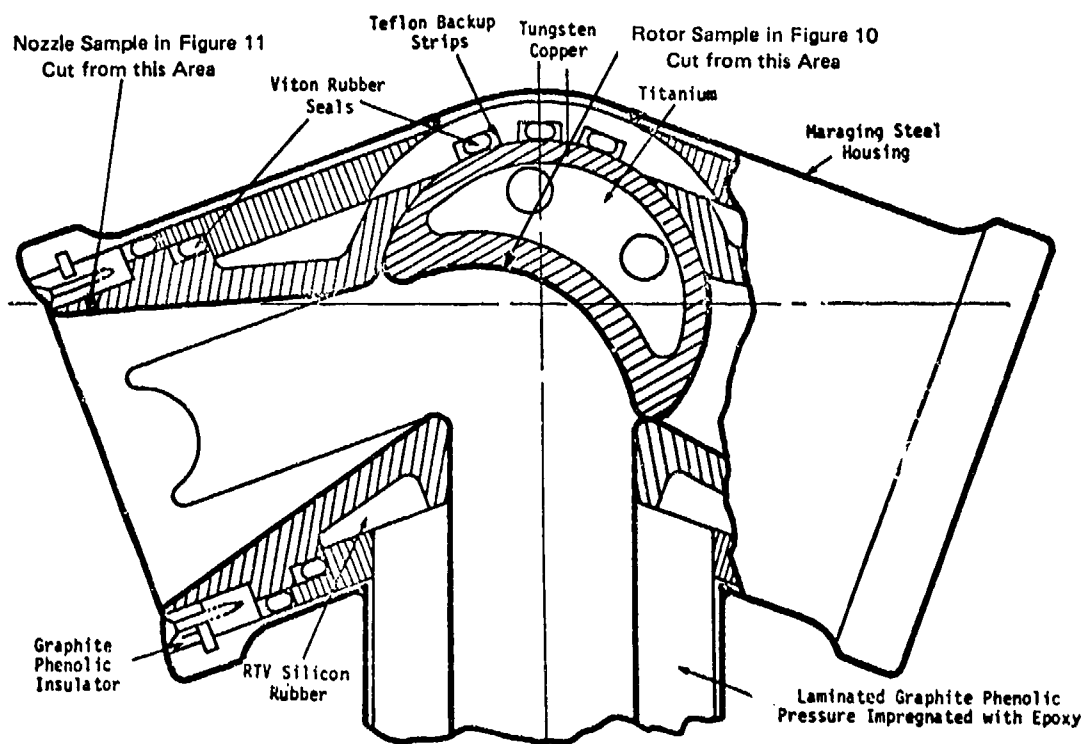 Nozzle Sample in Figure 11
Cut from this Area
Teflon Backup
Strips
Tungsten
Copper
Rotor Sample in Figure 10
Cut from this Area
Viton Rubber
Seals
Titanium
Maraging Steel
Housing
Graphite
Phenolic
Insulator
RTV Silicon
Rubber
Laminated Graphite Phenolic
Pressure Impregnated with Epoxy